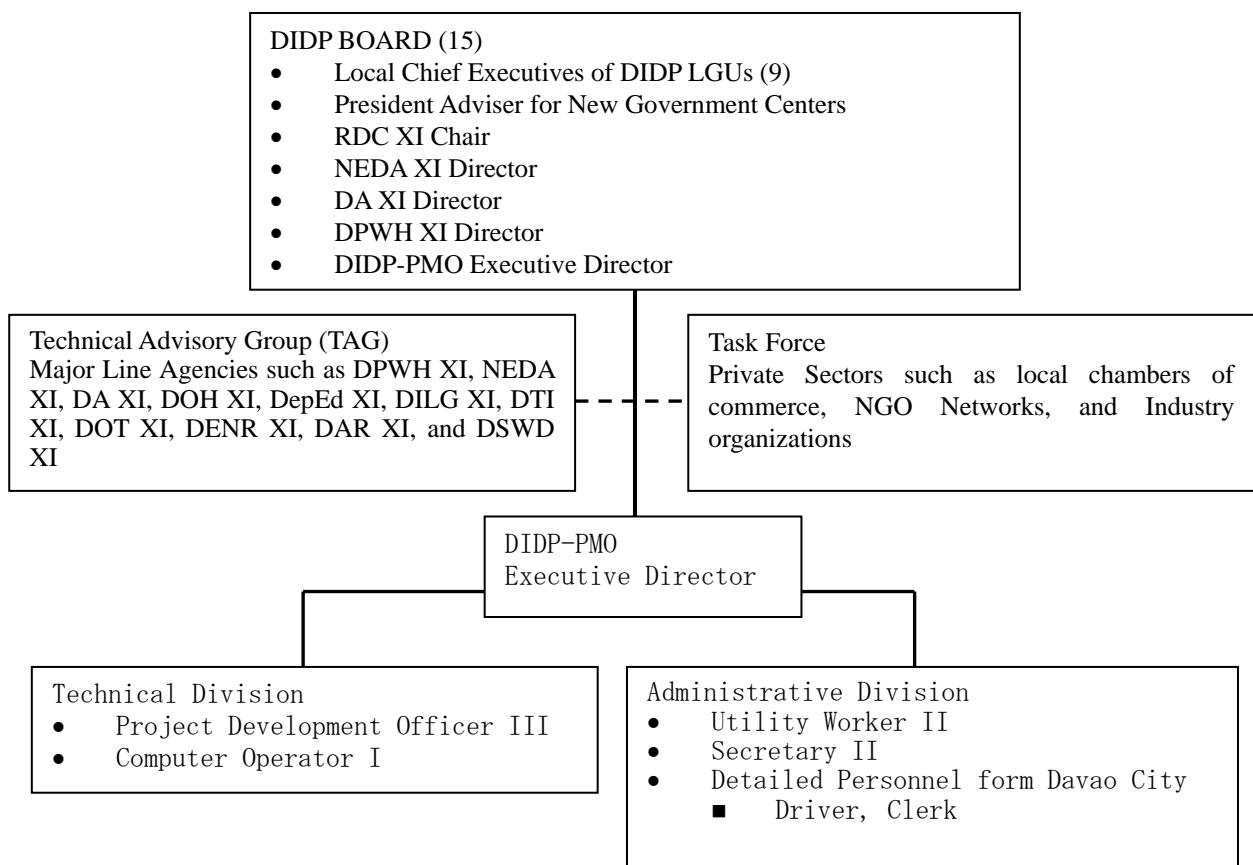 DIDP BOARD (15)
• Local Chief Executives of DIDP LGUs (9)
• President Adviser for New Government Centers
• RDC XI Chair
• NEDA XI Director
• DA XI Director
• DPWH XI Director
• DIDP-PMO Executive Director
Technical Advisory Group (TAG)
Major Line Agencies such as DPWH XI, NEDA
XI, DA XI, DOH XI, DepEd XI, DILG XI, DTI
XI, DOT XI, DENR XI, DAR XI, and DSWD
XI
Task Force
Private Sectors such as local chambers of
commerce, NGO Networks, and Industry
organizations
DIDP-PMO
Executive Director
Technical Division
• Project Development Officer III
• Computer Operator I
Administrative Division
• Utility Worker II
• Secretary II
• Detailed Personnel form Davao City
■ Driver, Clerk